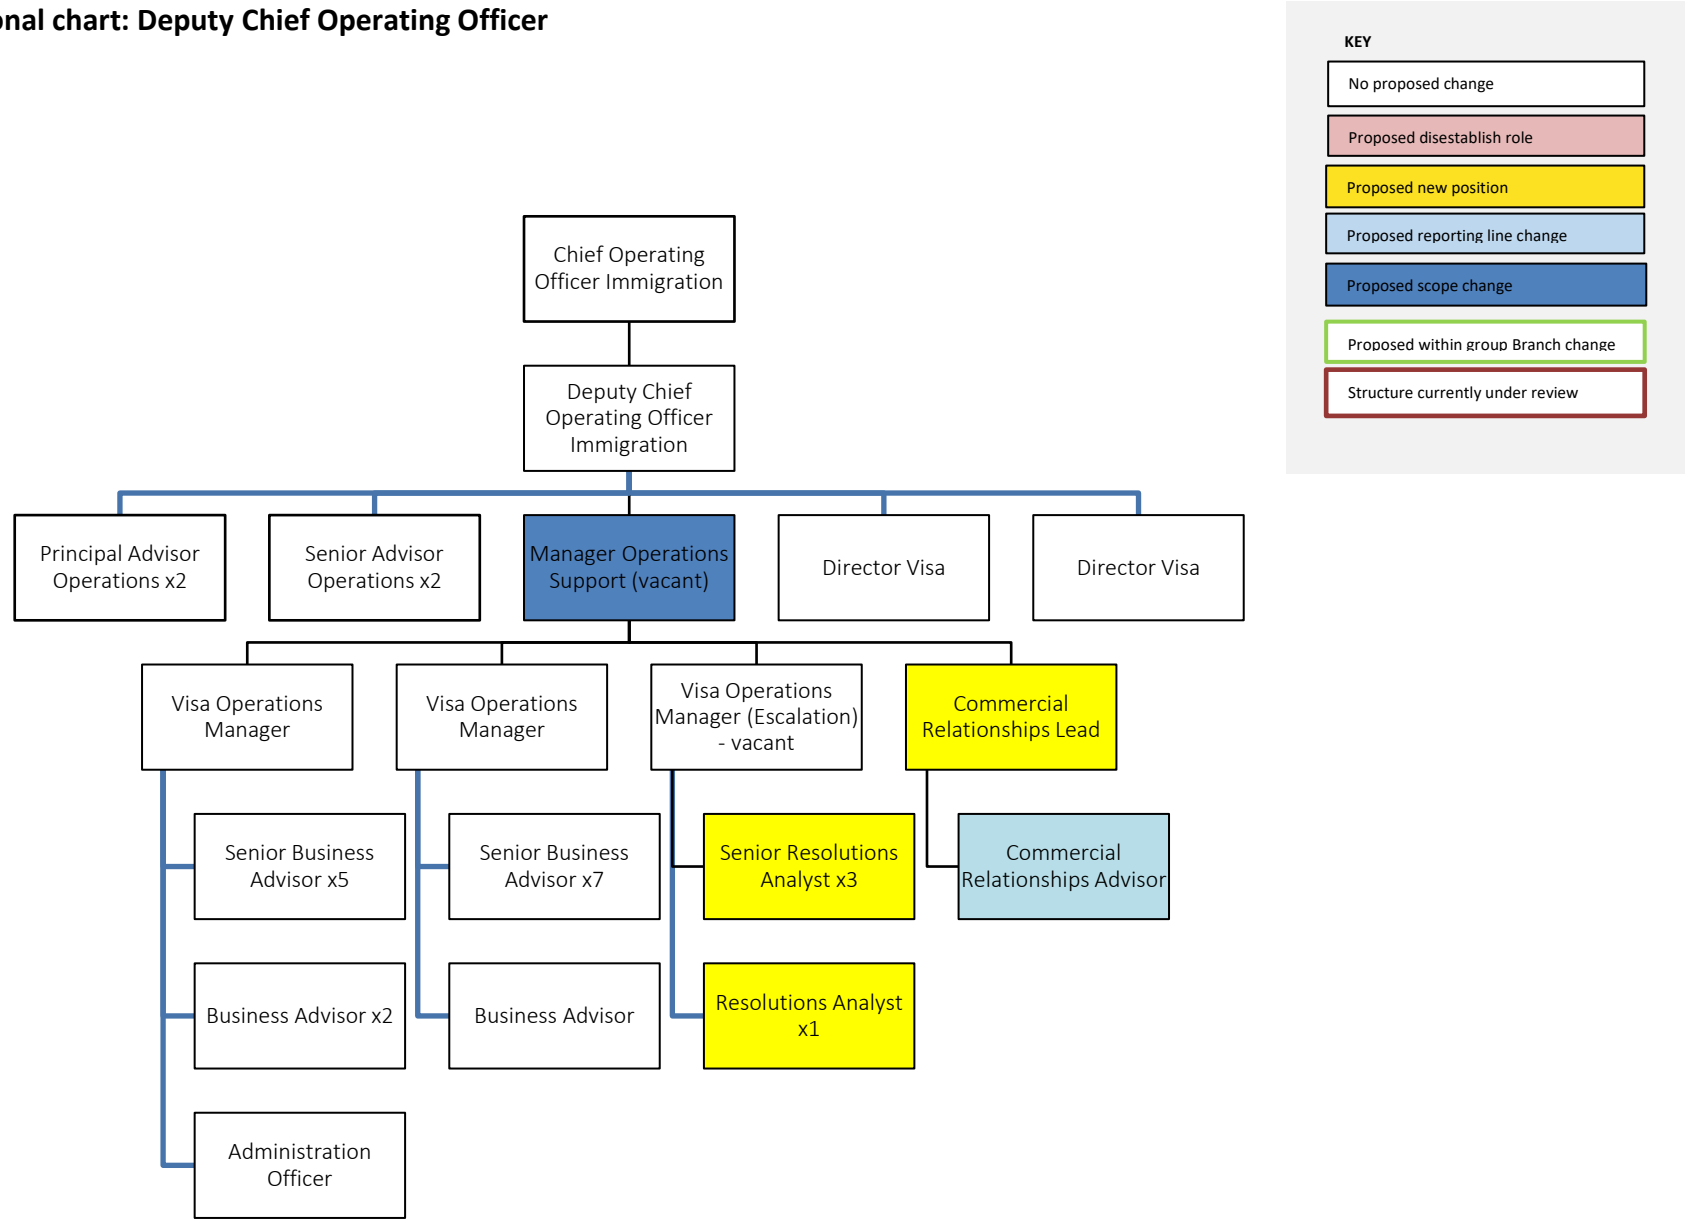 onal chart: Deputy Chief Operating Officer
KEY
No proposed change
Proposed disestablish role
Proposed new position
Proposed reporting line change
Proposed scope change
Proposed within group Branch change
Structure currently under review
Chief Operating
Officer Immigration
Deputy Chief
Operating Officer
Immigration
Principal Advisor
Operations x2
Senior Advisor
Operations x2
Manager Operations
Support (vacant)
Director Visa
Director Visa
Visa Operations
Manager
Visa Operations
Manager
Visa Operations
Manager (Escalation)
- vacant
Commercial
Relationships Lead
Senior Business
Advisor x5
Senior Business
Advisor x7
Senior Resolutions
Analyst x3
Commercial
Relationships Advisor
Business Advisor x2
Business Advisor
Resolutions Analyst
x1
Administration
Officer